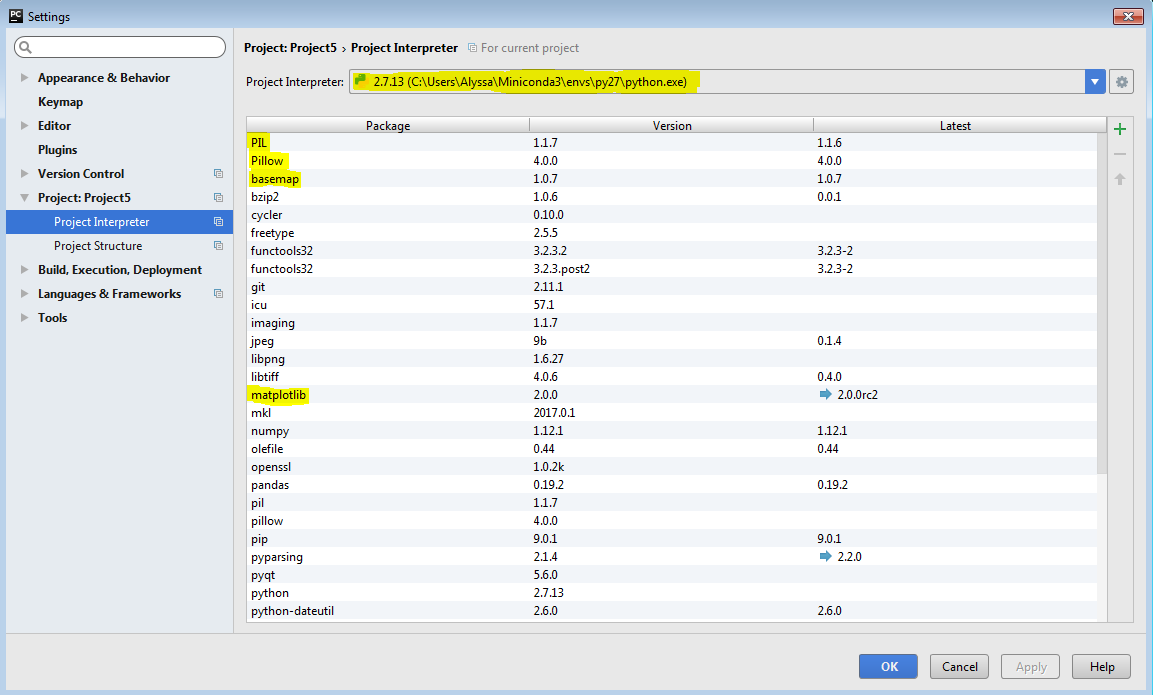 PC Settings
Project: Project5 › Project Interpreter For current project
Appearance & Behavior
Keymap
Editor
Plugins
Version Control
Project: Project5
Project Interpreter
Project Structure
Build, Execution, Deployment
Languages & Frameworks
Tools
Project Interpreter: 2.7.13 (C:\Users\Alyssa\Miniconda3\envs\py27\python.exe)
Package Version Latest
PIL 1.1.7 1.1.6
Pillow 4.0.0 4.0.0
basemap 1.0.7 1.0.7
bzip2 1.0.6 0.0.1
cycler 0.10.0
freetype 2.5.5
functools32 3.2.3.2 3.2.3-2
functools32 3.2.3.post2 3.2.3-2
git 2.11.1
icu 57.1
imaging 1.1.7
jpeg 9b 0.1.4
libpng 1.6.27
libtiff 4.0.6 0.4.0
matplotlib 2.0.0 2.0.0rc2
mkl 2017.0.1
numpy 1.12.1 1.12.1
olefile 0.44 0.44
openssl 1.0.2k
pandas 0.19.2 0.19.2
pil 1.1.7
pillow 4.0.0
pip 9.0.1 9.0.1
pyparsing 2.1.4 2.2.0
pyqt 5.6.0
python 2.7.13
python-dateutil 2.6.0 2.6.0
OK Cancel Apply Help